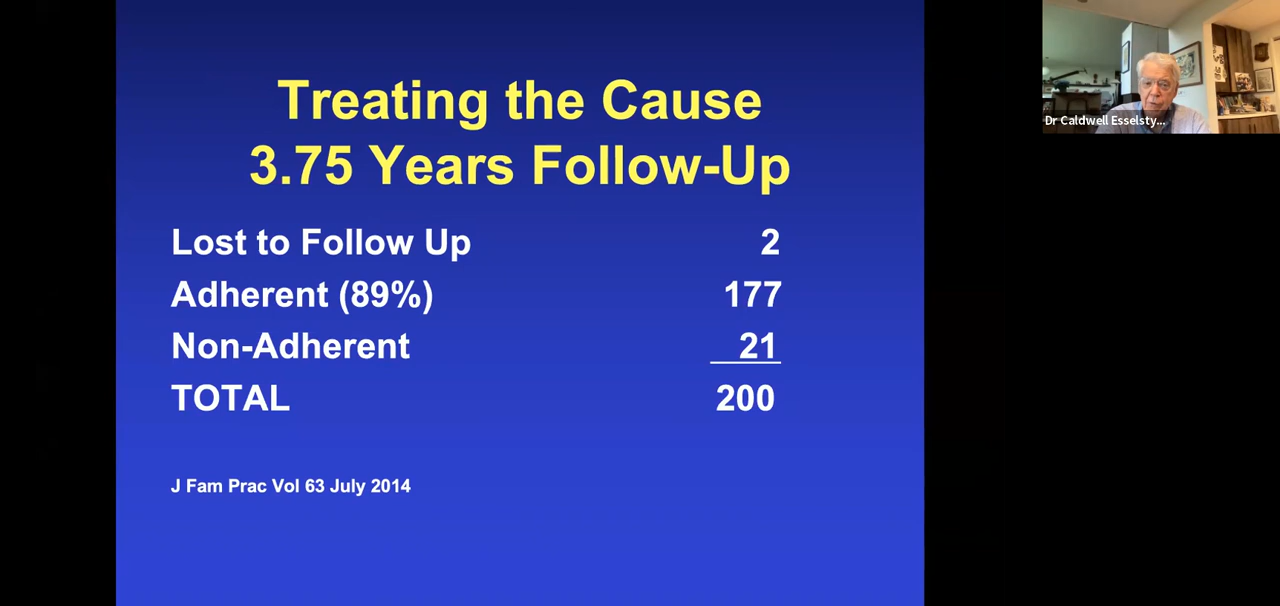 Treating the Cause
3.75 Years Follow-Up
Lost to Follow Up 2
Adherent (89%) 177
Non-Adherent 21
TOTAL 200
J Fam Prac Vol 63 July 2014
Dr Caldwell Esselsty...